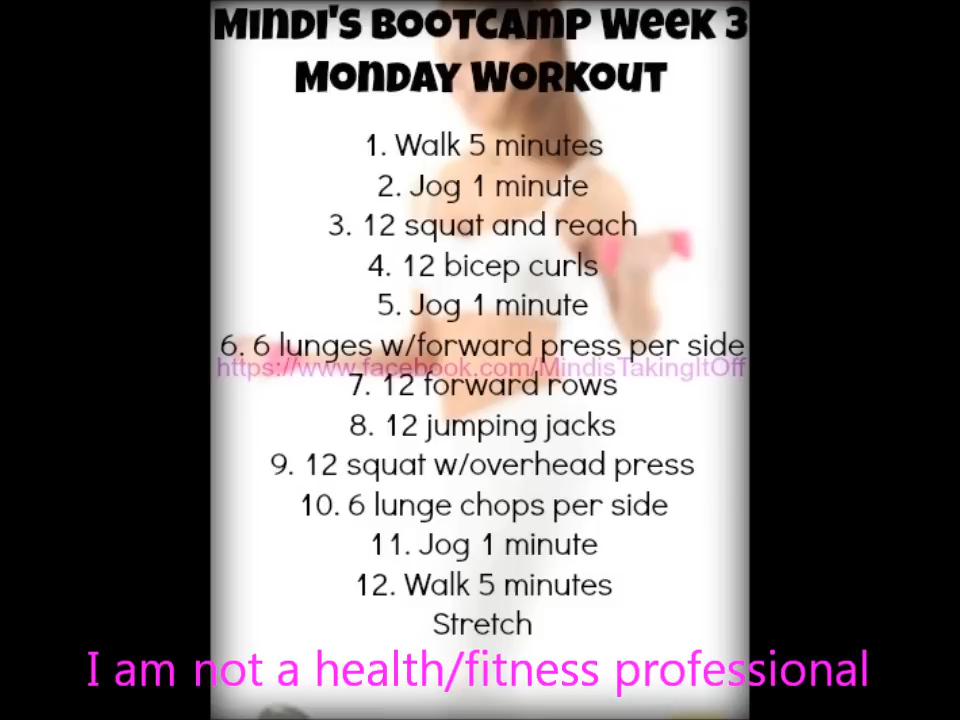 Mindi's Bootcamp Week 3
Monday Workout
1. Walk 5 minutes
2. Jog 1 minute
3. 12 squat and reach
4. 12 bicep curls
5. Jog 1 minute
6. 6 lunges w/forward press per side
https://www.facebook.com/MindisTakingItOff
7. 12 forward rows
8. 12 jumping jacks
9. 12 squat w/overhead press
10. 6 lunge chops per side
11. Jog 1 minute
12. Walk 5 minutes
Stretch
I am not a health/fitness professional